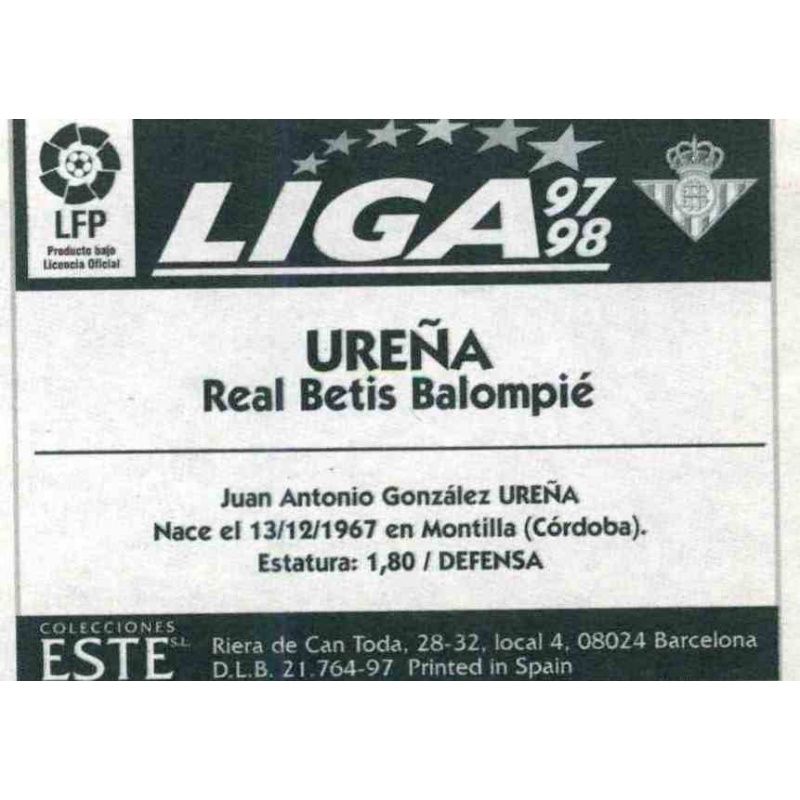 LFP
Producto bajo
Licencia Oficial
LIGA 97
98
UREÑA
Real Betis Balompié
Juan Antonio González UREÑA
Nace el 13/12/1967 en Montilla (Córdoba).
Estatura: 1,80 / DEFENSA
COLECCIONES
ESTE S.L.
Riera de Can Toda, 28-32, local 4, 08024 Barcelona
D.L.B. 21.764-97 Printed in Spain